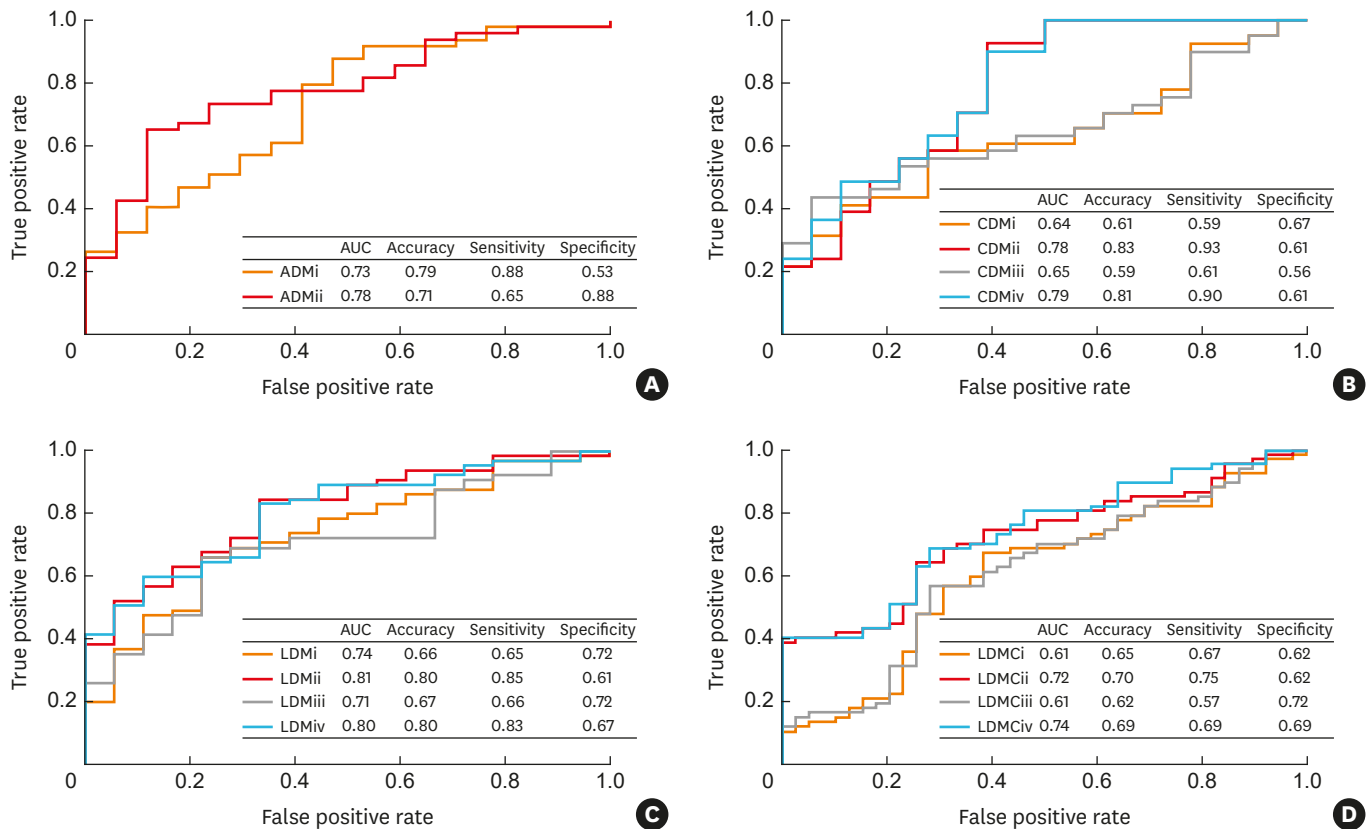 1.0
0.8
0.6
0.4
0.2
0
0.2
0.4
0.6
0.8
1.0
True positive rate
False positive rate
AUC Accuracy Sensitivity Specificity
ADMi 0.73 0.79 0.88 0.53
ADMii 0.78 0.71 0.65 0.88
A
1.0
0.8
0.6
0.4
0.2
0
0.2
0.4
0.6
0.8
1.0
True positive rate
False positive rate
AUC Accuracy Sensitivity Specificity
CDMi 0.64 0.61 0.59 0.67
CDMii 0.78 0.83 0.93 0.61
CDMiii 0.65 0.59 0.61 0.56
CDMiv 0.79 0.81 0.90 0.61
B
1.0
0.8
0.6
0.4
0.2
0
0.2
0.4
0.6
0.8
1.0
True positive rate
False positive rate
AUC Accuracy Sensitivity Specificity
LDMi 0.74 0.66 0.65 0.72
LDMii 0.81 0.80 0.85 0.61
LDMiii 0.71 0.67 0.66 0.72
LDMiv 0.80 0.80 0.83 0.67
C
1.0
0.8
0.6
0.4
0.2
0
0.2
0.4
0.6
0.8
1.0
True positive rate
False positive rate
AUC Accuracy Sensitivity Specificity
LDMCi 0.61 0.65 0.67 0.62
LDMCii 0.72 0.70 0.75 0.62
LDMCiii 0.61 0.62 0.57 0.72
LDMCiv 0.74 0.69 0.69 0.69
D